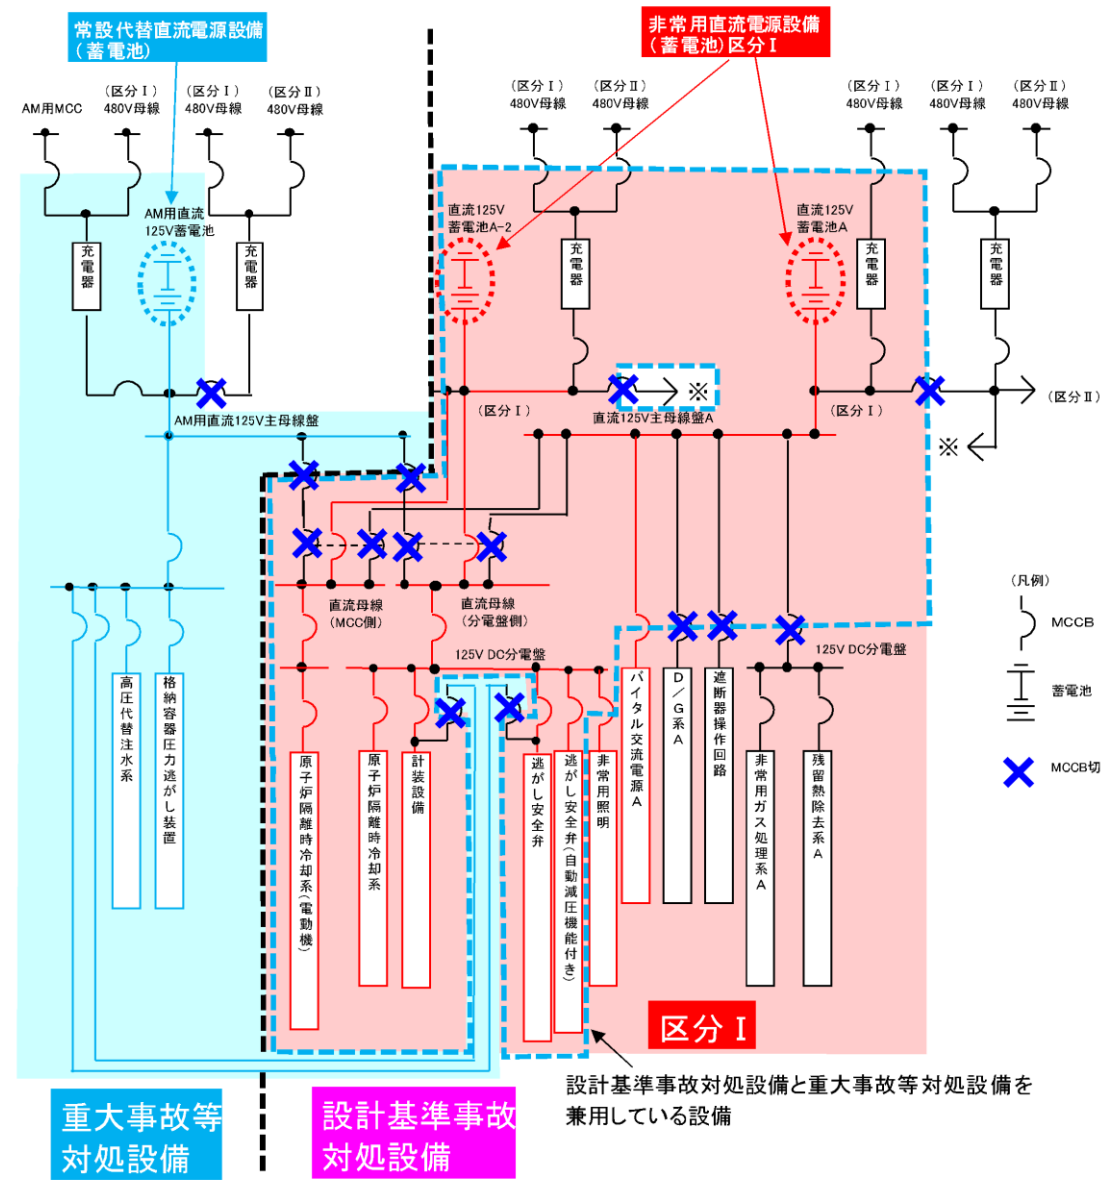 常設代替直流電源設備
(蓄電池)
非常用直流電源設備
(蓄電池)区分Ⅰ
AM用MCC
(区分Ⅰ)
480V母線
(区分Ⅰ)
480V母線
(区分Ⅱ)
480V母線
(区分Ⅰ)
480V母線
(区分Ⅱ)
480V母線
(区分Ⅰ)
480V母線
(区分Ⅰ)
480V母線
(区分Ⅱ)
480V母線
AM用直流
125V蓄電池
直流125V
蓄電池A-2
直流125V
蓄電池A
充電器
充電器
充電器
充電器
充電器
※
(区分Ⅱ)
AM用直流125V主母線盤
(区分Ⅰ)
直流125V主母線盤A
(区分Ⅰ)
※
直流母線
(MCC側)
直流母線
(分電盤側)
125V DC分電盤
125V DC分電盤
高圧代替注水系
格納容器圧力逃がし装置
原子炉隔離時冷却系(電動機)
原子炉隔離時冷却系
計装設備
逃がし安全弁
逃がし安全弁(自動減圧機能付き)
非常用照明
バイタル交流電源A
D/G系A
遮断器操作回路
非常用ガス処理系A
残留熱除去系A
(凡例)
MCCB
蓄電池
MCCB切
区分Ⅰ
設計基準事故対処設備と重大事故等対処設備を
兼用している設備
重大事故等
対処設備
設計基準事故
対処設備